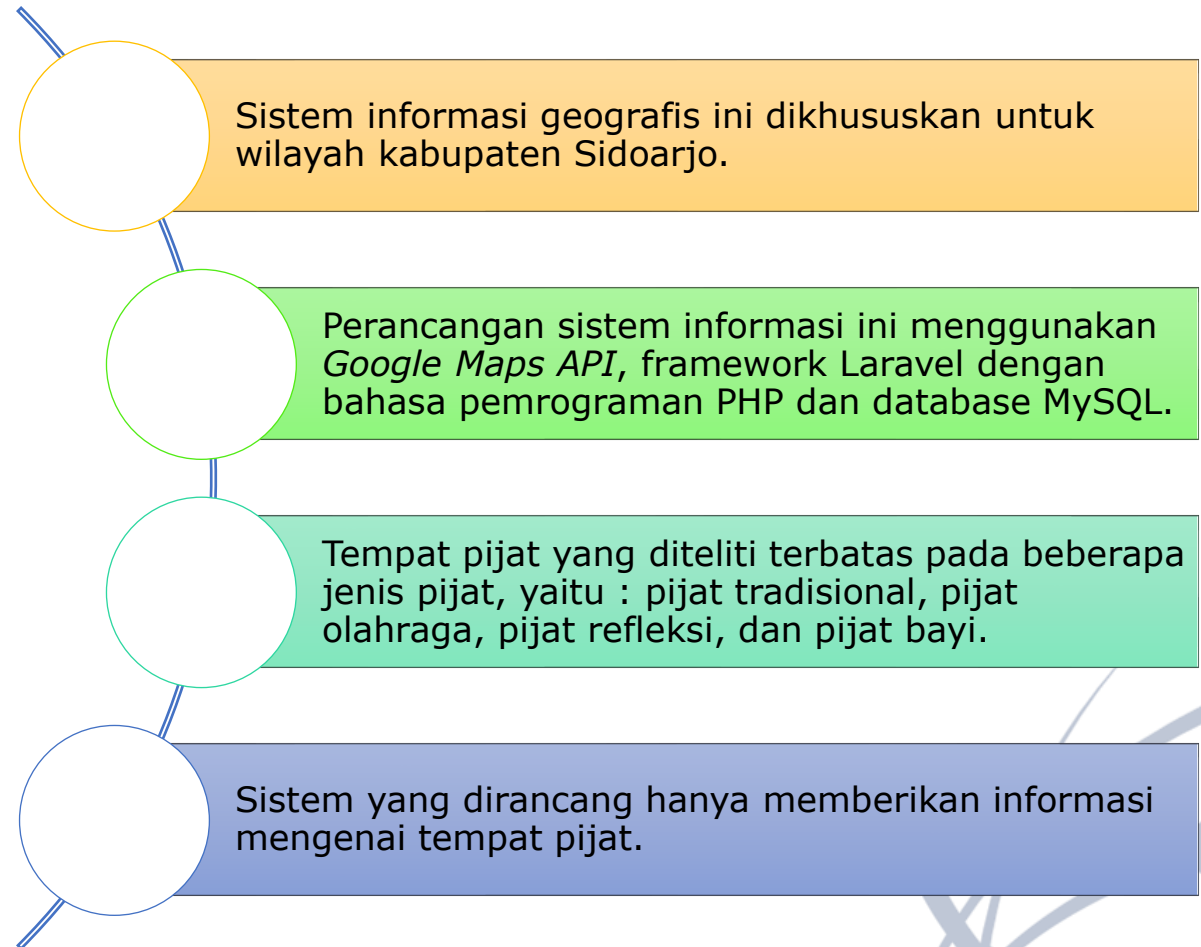 Sistem informasi geografis ini dikhususkan untuk
wilayah kabupaten Sidoarjo.
Perancangan sistem informasi ini menggunakan
Google Maps API, framework Laravel dengan
bahasa pemrograman PHP dan database MySQL.
Tempat pijat yang diteliti terbatas pada beberapa
jenis pijat, yaitu : pijat tradisional, pijat
olahraga, pijat refleksi, dan pijat bayi.
Sistem yang dirancang hanya memberikan informasi
mengenai tempat pijat.